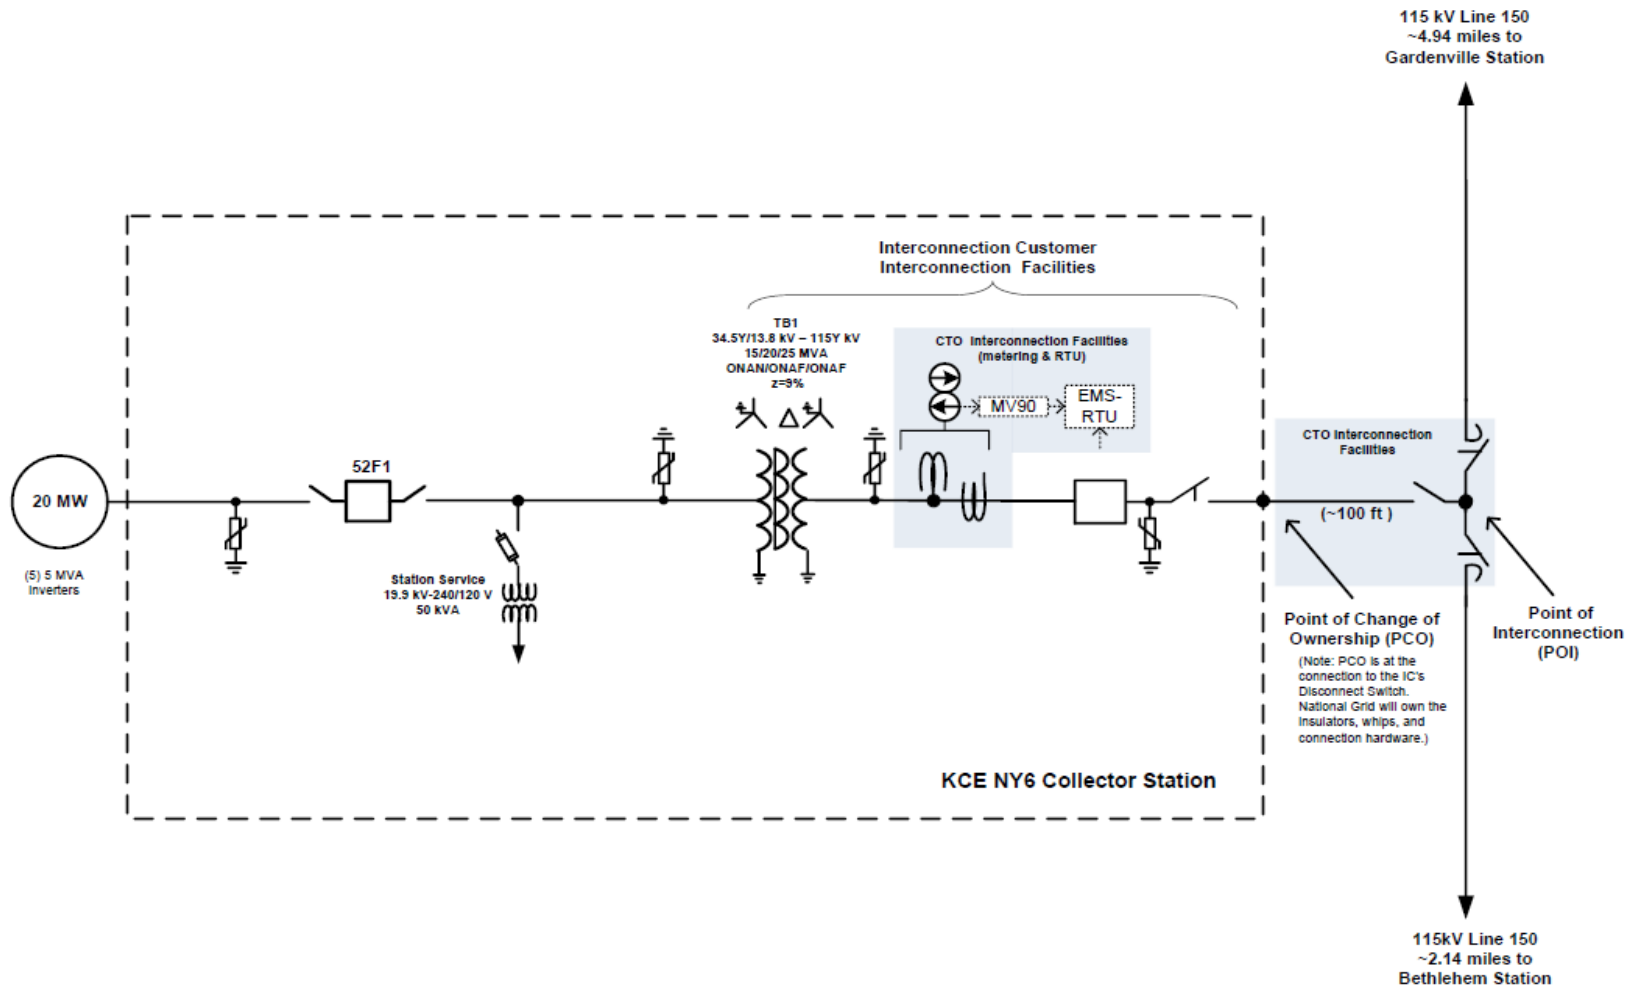 115 kV Line 150
~4.94 miles to
Gardenville Station
Interconnection Customer
Interconnection Facilities
TB1
34.5Y/13.8 kV – 115Y kV
15/20/25 MVA
ONAN/ONAF/ONAF
z=9%
CTO Interconnection Facilities
(metering & RTU)
MV90
EMS-
RTU
CTO Interconnection
Facilities
52F1
20 MW
(~100 ft )
(5) 5 MVA
Inverters
Station Service
19.9 kV-240/120 V
50 kVA
Point of Change of
Ownership (PCO)
(Note: PCO is at the
connection to the IC's
Disconnect Switch.
National Grid will own the
insulators, whips, and
connection hardware.)
Point of
Interconnection
(POI)
KCE NY6 Collector Station
115kV Line 150
~2.14 miles to
Bethlehem Station